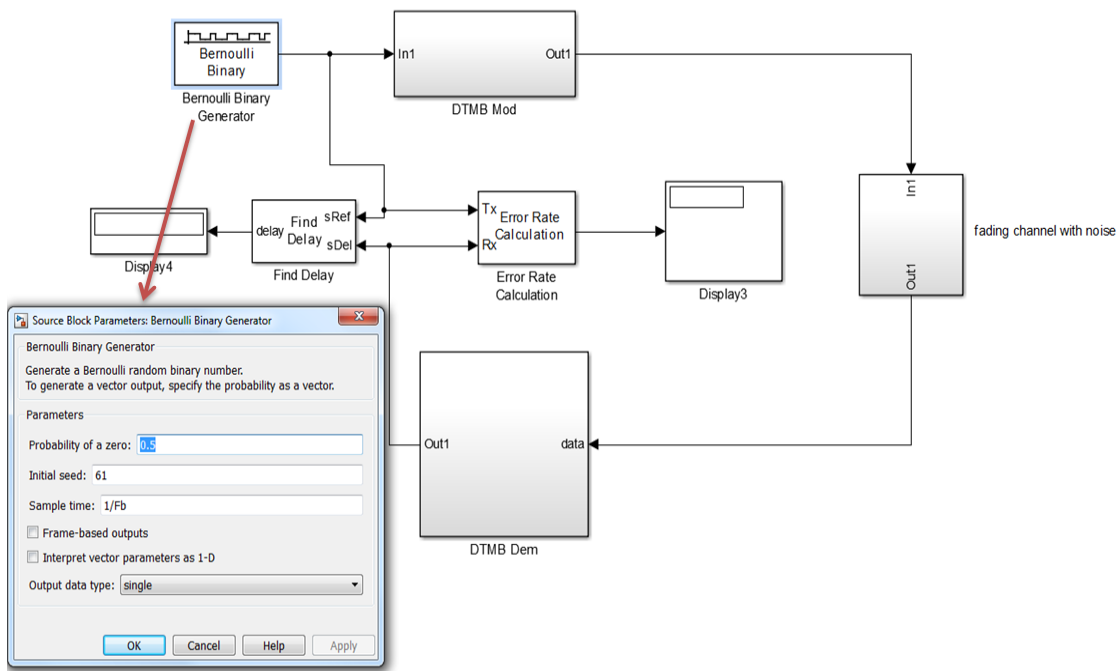 Bernoulli
Binary
Bernoulli Binary
Generator
In1
Out1
DTMB Mod
In1
Out1
fading channel with noise
delay
Find
Delay
sRef
sDel
Find Delay
Display4
Tx
Rx
Error Rate
Calculation
Error Rate
Calculation
Display3
Out1
data
DTMB Dem
Source Block Parameters: Bernoulli Binary Generator
Bernoulli Binary Generator
Generate a Bernoulli random binary number.
To generate a vector output, specify the probability as a vector.
Parameters
Probability of a zero: 0.5
Initial seed: 61
Sample time: 1/Fb
Frame-based outputs
Interpret vector parameters as 1-D
Output data type: single
OK
Cancel
Help
Apply